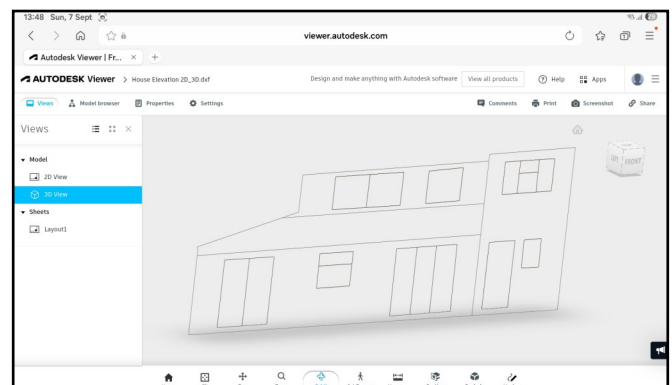 13:48 Sun, 7 Sept
viewer.autodesk.com
Autodesk Viewer | Fr...
AUTODESK Viewer > House Elevation 2D_3D.dxf
Design and make anything with Autodesk software
View all products
Help
Apps
Views
Model browser
Properties
Settings
Comments
Print
Screenshot
Share
Views
Model
2D View
3D View
Sheets
Layout1
FRONT